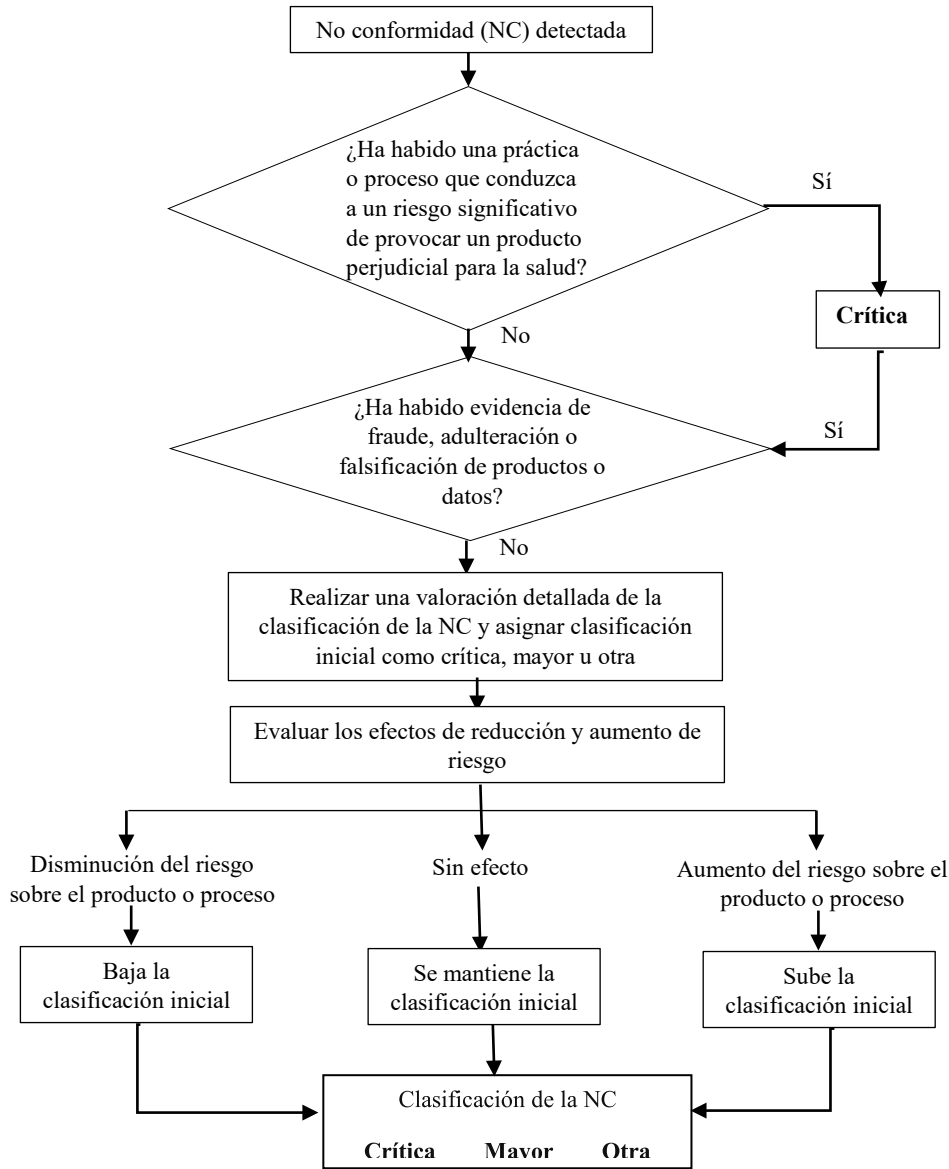 No conformidad (NC) detectada
¿Ha habido una práctica
o proceso que conduzca
a un riesgo significativo
de provocar un producto
perjudicial para la salud?
Sí
Crítica
No
¿Ha habido evidencia de
fraude, adulteración o
falsificación de productos o
datos?
Sí
No
Realizar una valoración detallada de la
clasificación de la NC y asignar clasificación
inicial como crítica, mayor u otra
Evaluar los efectos de reducción y aumento de
riesgo
Disminución del riesgo
sobre el producto o proceso
Sin efecto
Aumento del riesgo sobre el
producto o proceso
Baja la
clasificación inicial
Se mantiene la
clasificación inicial
Sube la
clasificación inicial
Clasificación de la NC
Crítica Mayor Otra